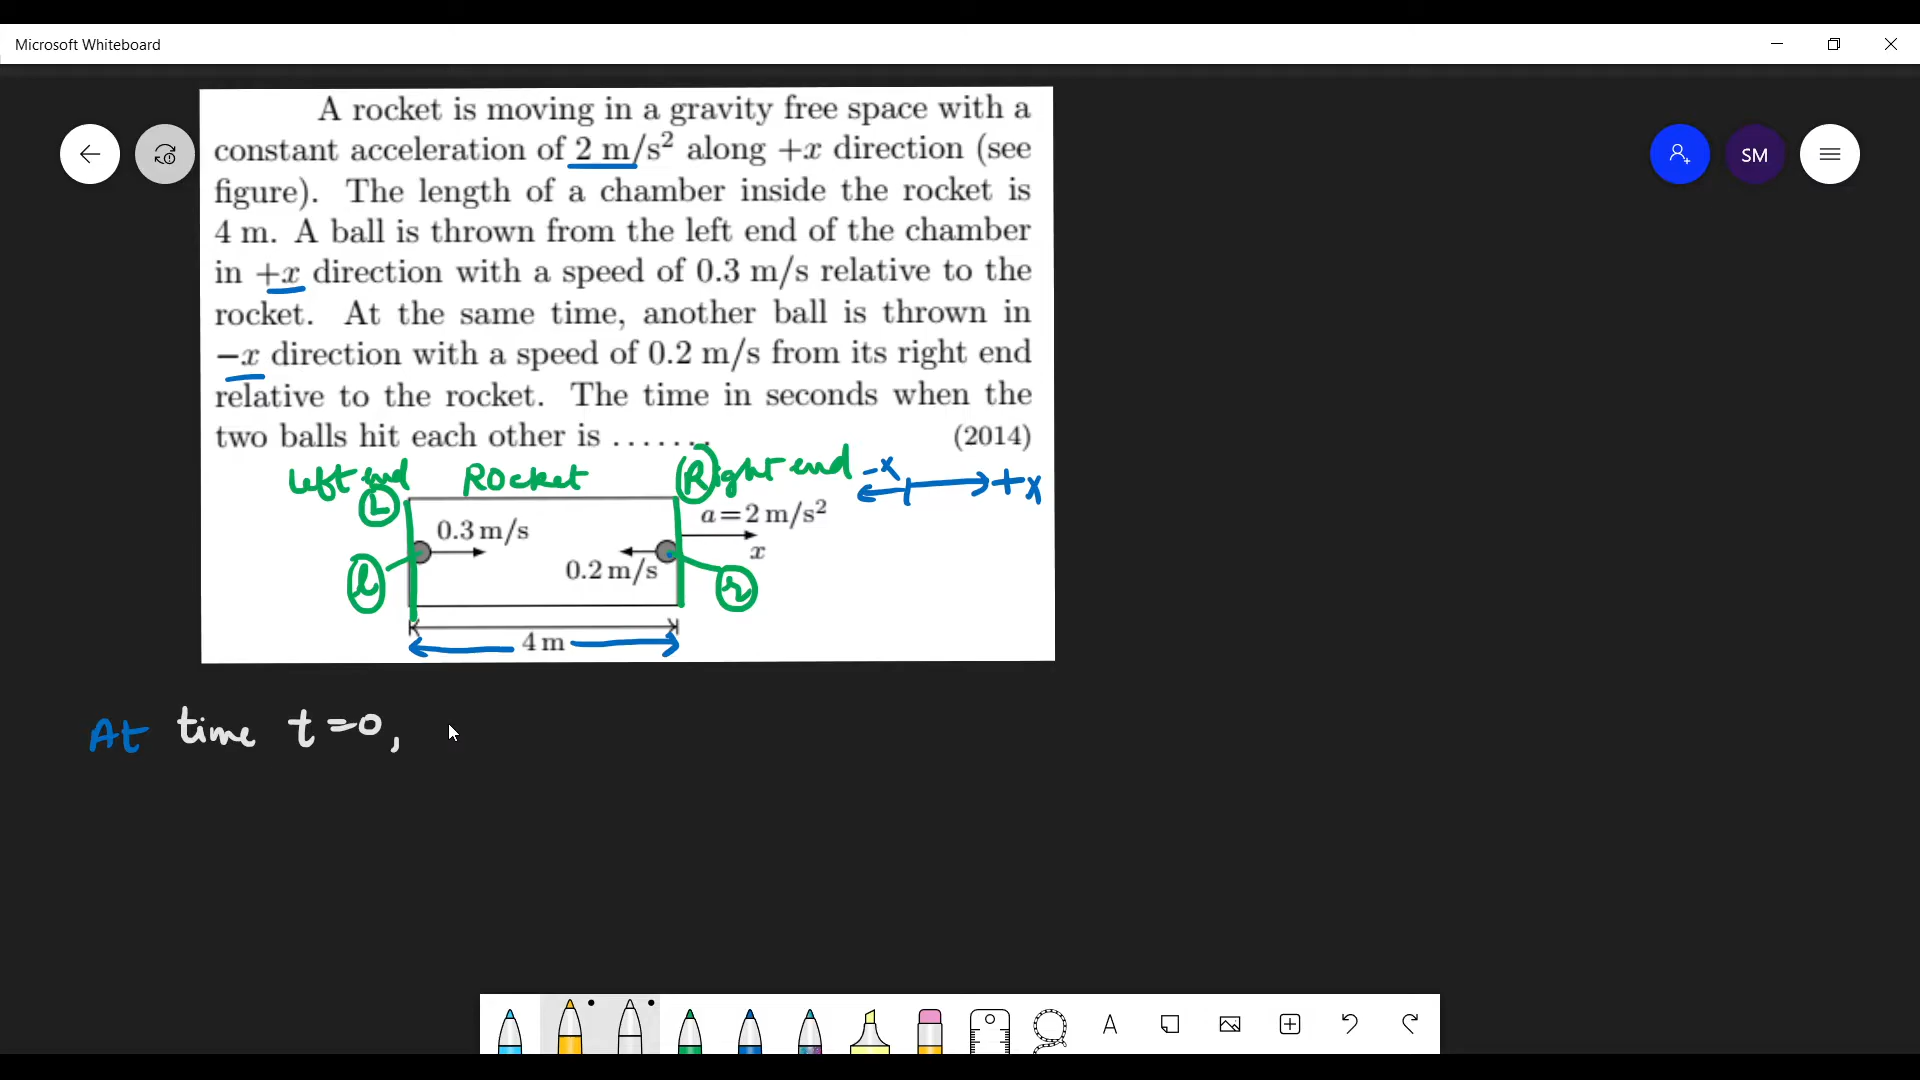 Microsoft Whiteboard
A rocket is moving in a gravity free space with a
constant acceleration of 2 m/s² along +x direction (see
figure). The length of a chamber inside the rocket is
4 m. A ball is thrown from the left end of the chamber
in +x direction with a speed of 0.3 m/s relative to the
rocket. At the same time, another ball is thrown in
−x direction with a speed of 0.2 m/s from its right end
relative to the rocket. The time in seconds when the
two balls hit each other is ....... (2014)
SM
Left end Rocket Right end -x +x
L
a=2 m/s²
0.3 m/s
x
0.2 m/s
l r
4 m
At time t=0,
A